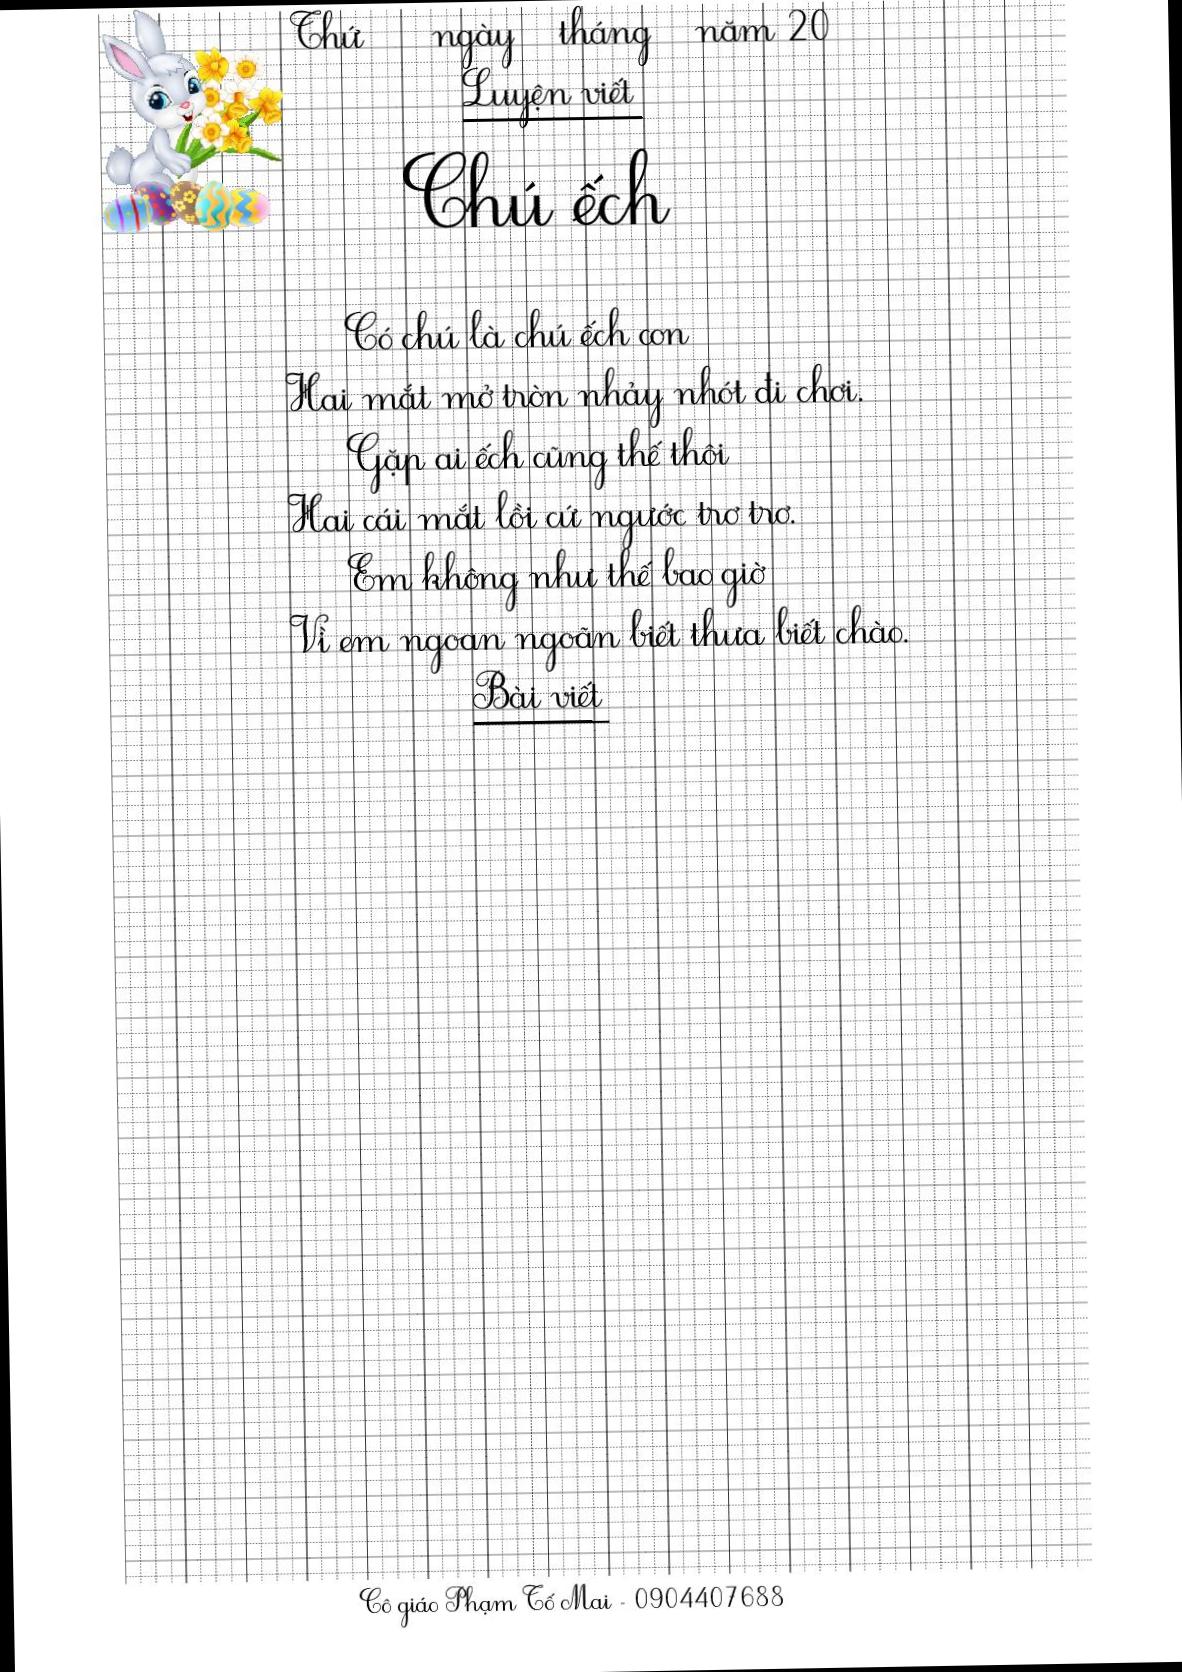 Thứ ngày tháng năm 20
Luyện viết
Chú ếch
Có chú là chú ếch con
Hai mắt mở tròn nhảy nhót đi chơi.
Gặp ai ếch cũng thế thôi
Hai cái mắt lồi cứ ngước trơ trơ.
Em không như thế bao giờ
Vì em ngoan ngoãn biết thưa biết chào.
Bài viết
Cô giáo Phạm Tố Mai - 0904407688